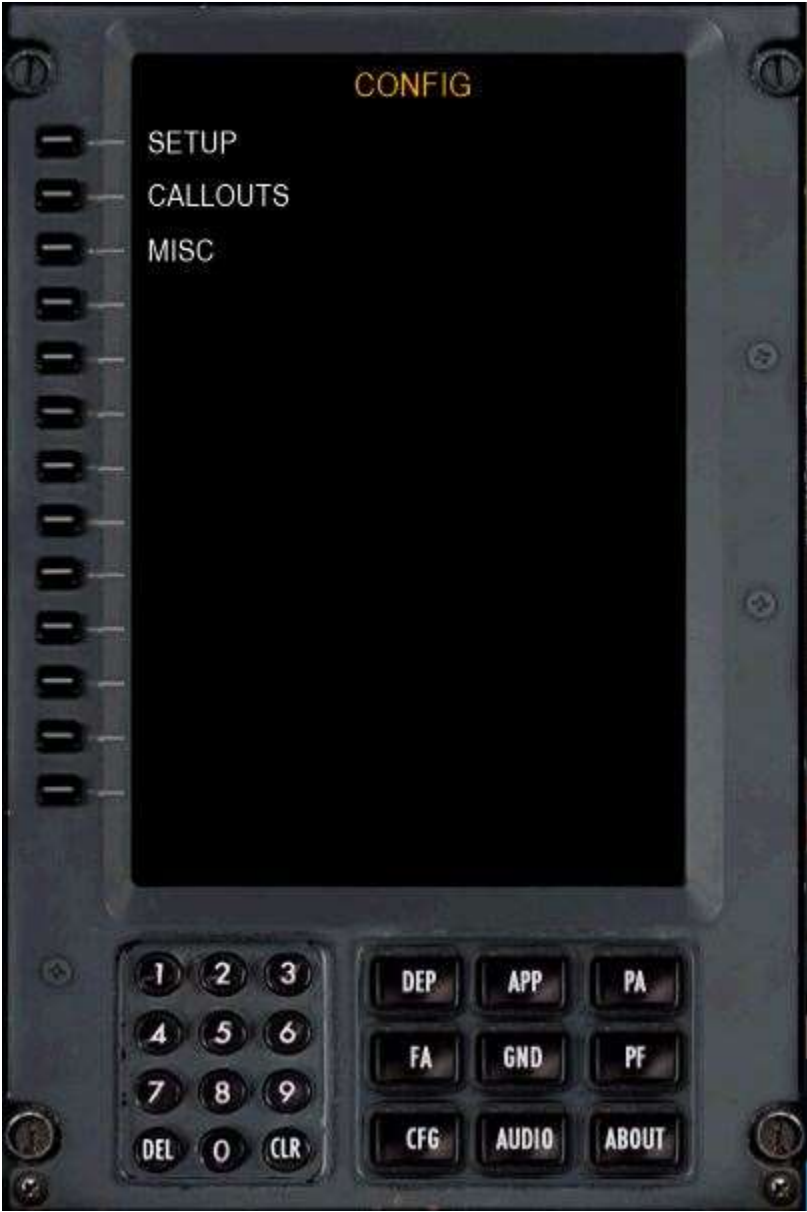 CONFIG
SETUP
CALLOUTS
MISC
1 2 3 DEP APP PA
4 5 6 FA GND PF
7 8 9
DEL 0 CLR CFG AUDIO ABOUT